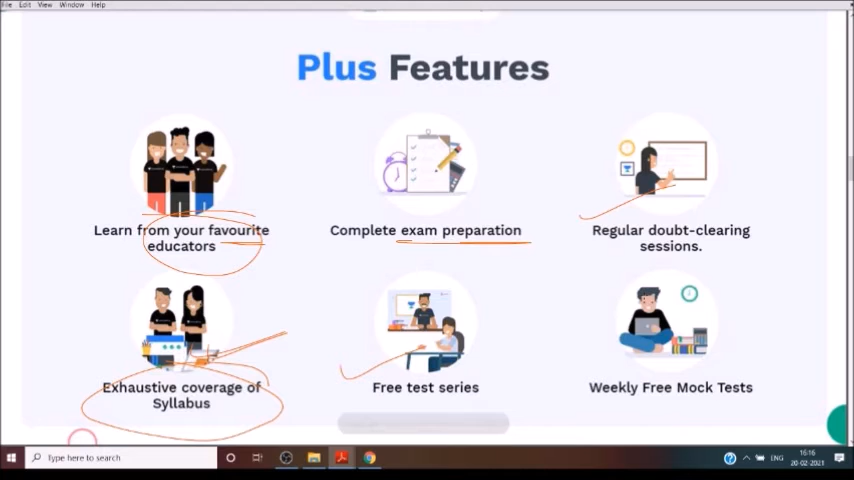 File Edit View Window Help
Plus Features
Learn from your favourite
educators
Complete exam preparation
Regular doubt-clearing
sessions.
Exhaustive coverage of
Syllabus
Free test series
Weekly Free Mock Tests
Type here to search
ENG
16:16
20-02-2021